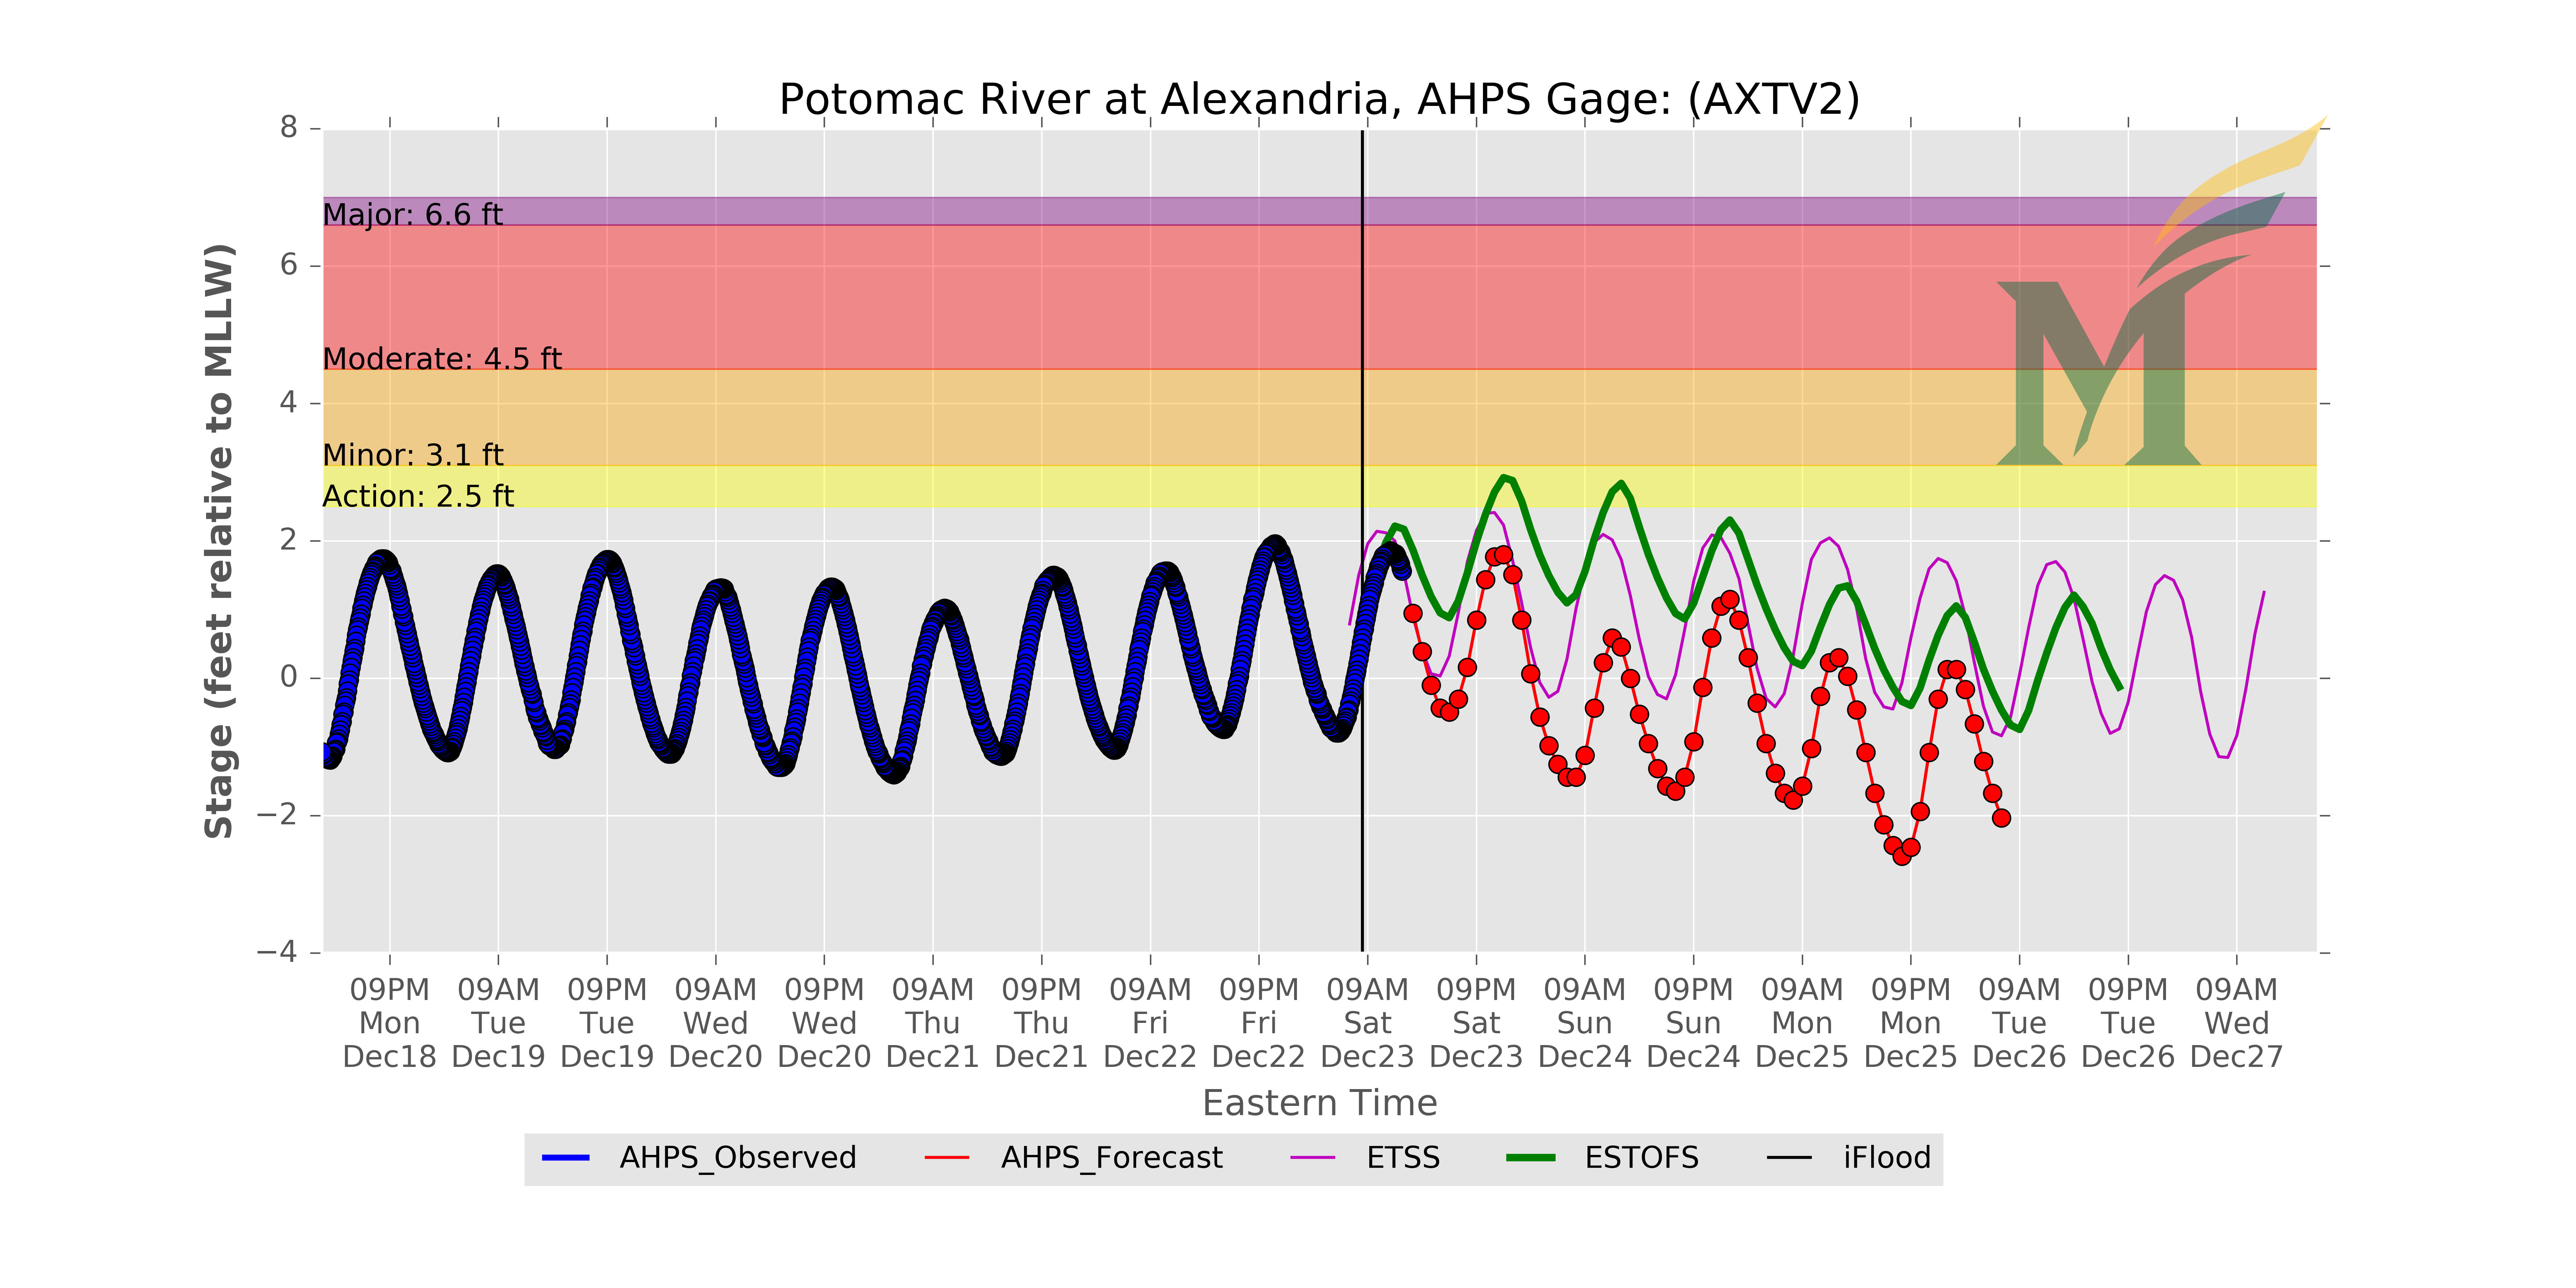 Potomac River at Alexandria, AHPS Gage: (AXTV2)
Stage (feet relative to MLLW)
8
6
4
2
0
−2
−4
Major: 6.6 ft
Moderate: 4.5 ft
Minor: 3.1 ft
Action: 2.5 ft
M
09PM 09AM 09PM 09AM 09PM 09AM 09PM 09AM 09PM 09AM 09PM 09AM 09PM 09AM 09PM 09AM 09PM 09AM
Mon Tue Tue Wed Wed Thu Thu Fri Fri Sat Sat Sun Sun Mon Mon Tue Tue Wed
Dec18 Dec19 Dec19 Dec20 Dec20 Dec21 Dec21 Dec22 Dec22 Dec23 Dec23 Dec24 Dec24 Dec25 Dec25 Dec26 Dec26 Dec27
Eastern Time
AHPS_Observed AHPS_Forecast ETSS ESTOFS iFlood